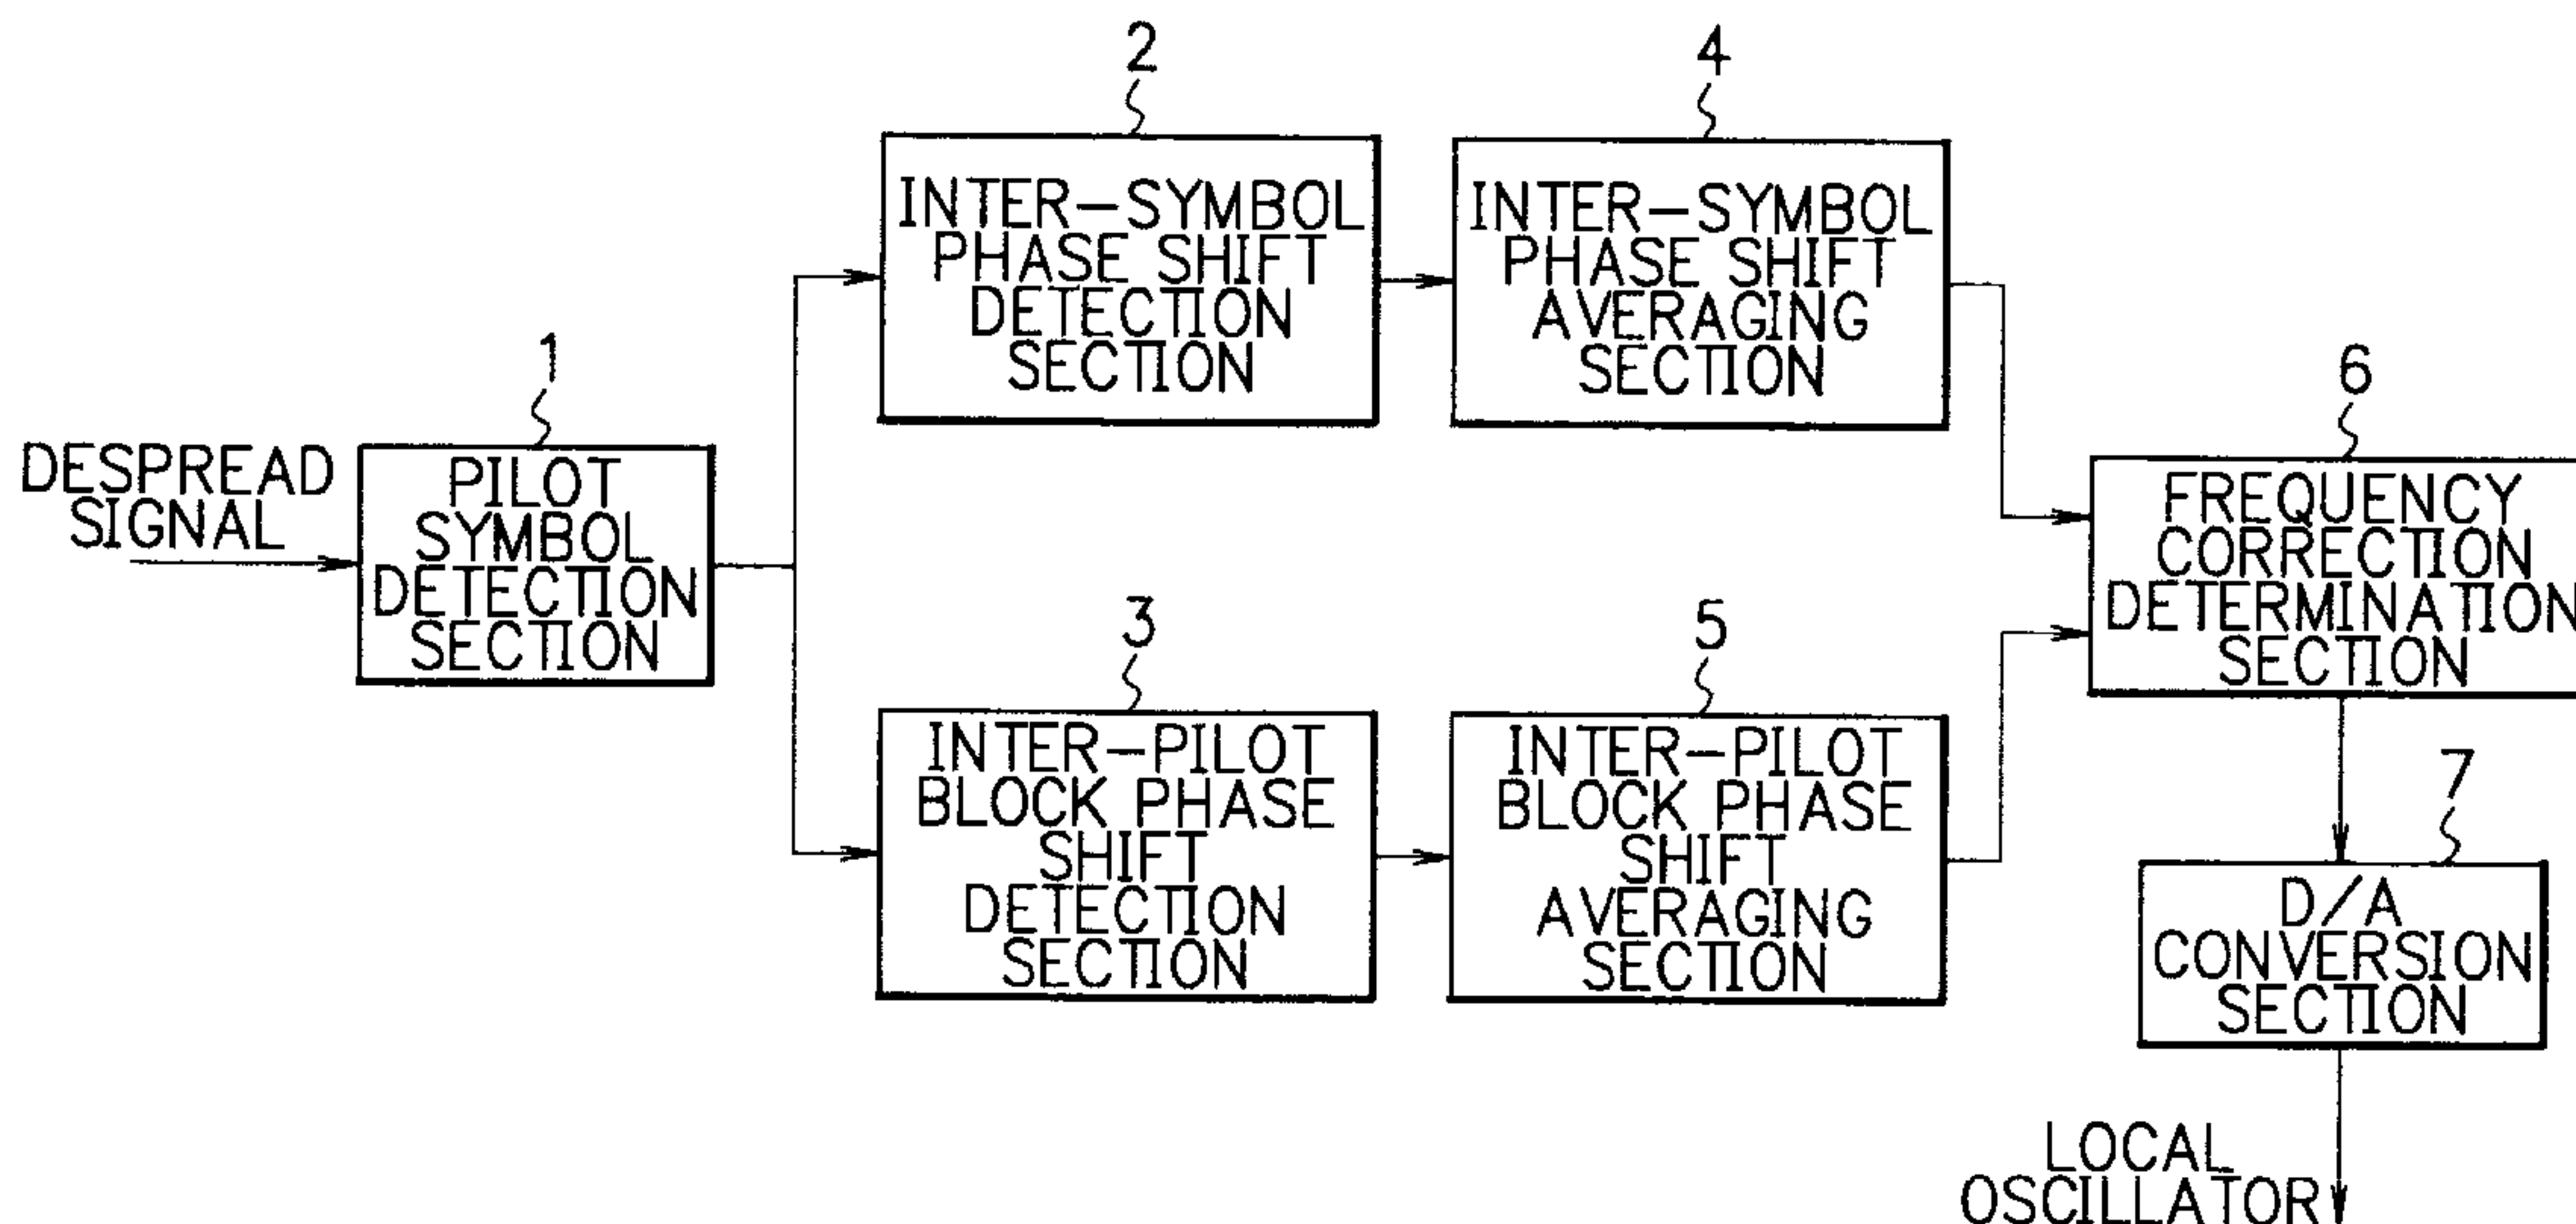 2
INTER-SYMBOL
PHASE SHIFT
DETECTION
SECTION
4
INTER-SYMBOL
PHASE SHIFT
AVERAGING
SECTION
DESPREAD
SIGNAL
1
PILOT
SYMBOL
DETECTION
SECTION
6
FREQUENCY
CORRECTION
DETERMINATION
SECTION
3
INTER-PILOT
BLOCK PHASE
SHIFT
DETECTION
SECTION
5
INTER-PILOT
BLOCK PHASE
SHIFT
AVERAGING
SECTION
7
D/A
CONVERSION
SECTION
LOCAL
OSCILLATOR